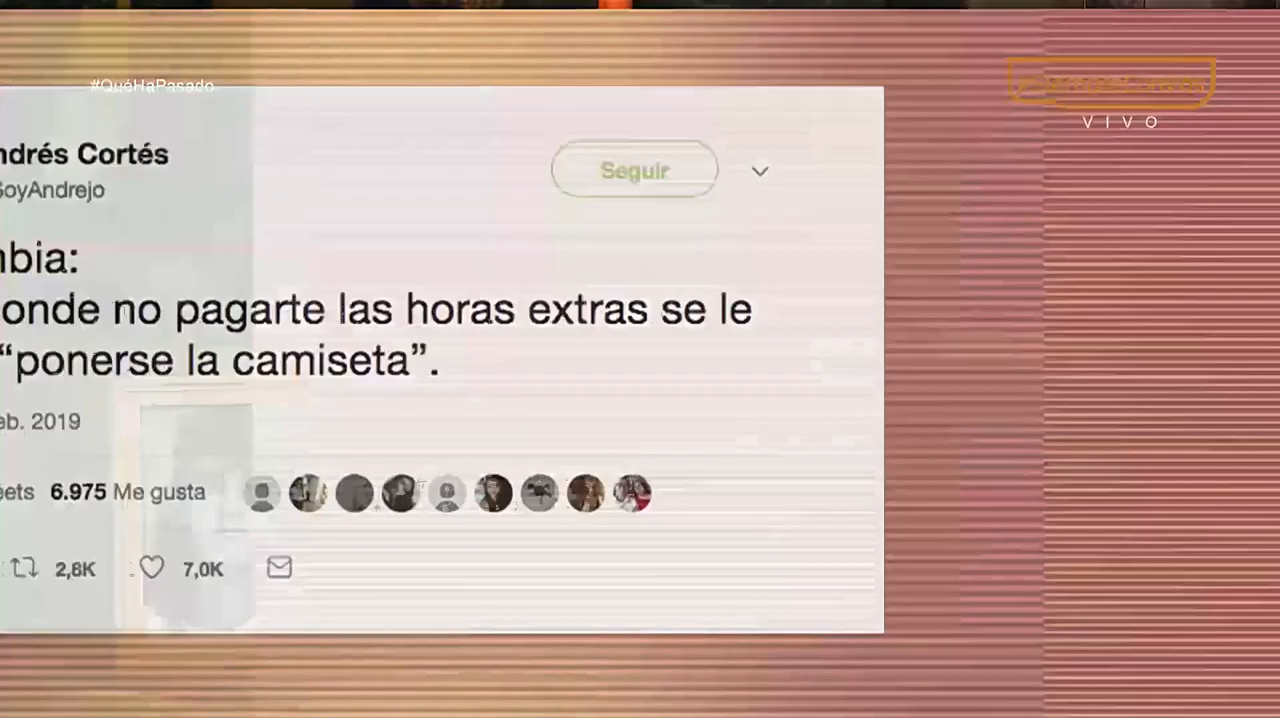 #QuéHaPasado
VIVO
ndrés Cortés
SoyAndrejo
Seguir
nbia:
onde no pagarte las horas extras se le
“ponerse la camiseta”.
eb. 2019
eets 6.975 Me gusta
2,8K
7,0K